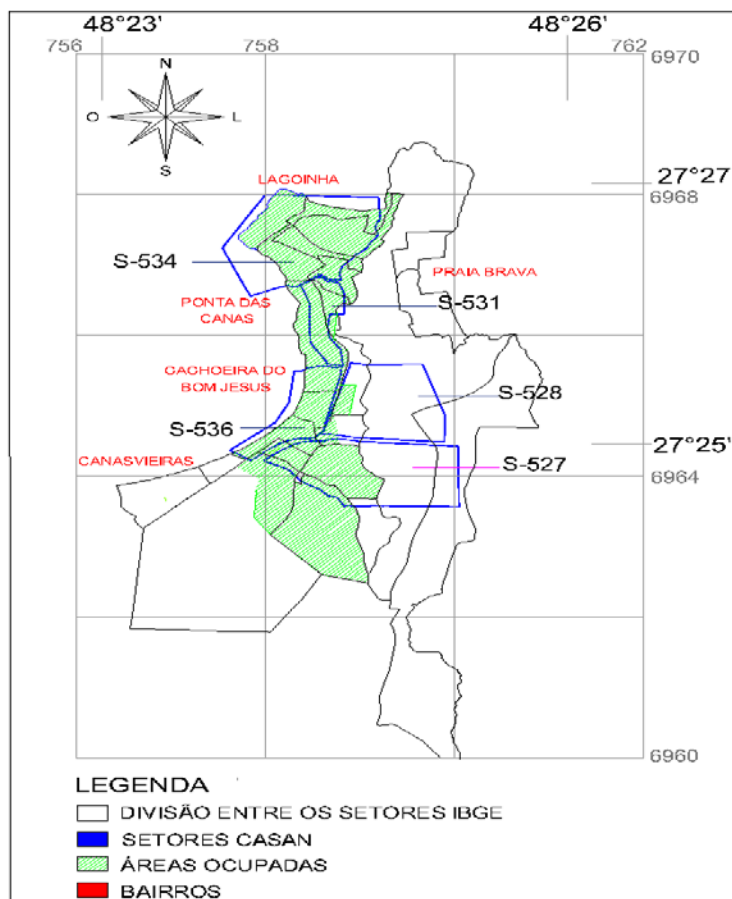 48°23' 48°26'
756 758 762
6970
N
O L
S
LAGOINHA
27°27
6968
S-534
PRAIA BRAVA
PONTA DAS
CANAS
S-531
CACHOEIRA DO
BOM JESUS
S-528
S-536
27°25'
CANASVIEIRAS
S-527
6964
6960
LEGENDA
DIVISÃO ENTRE OS SETORES IBGE
SETORES CASAN
ÁREAS OCUPADAS
BAIRROS